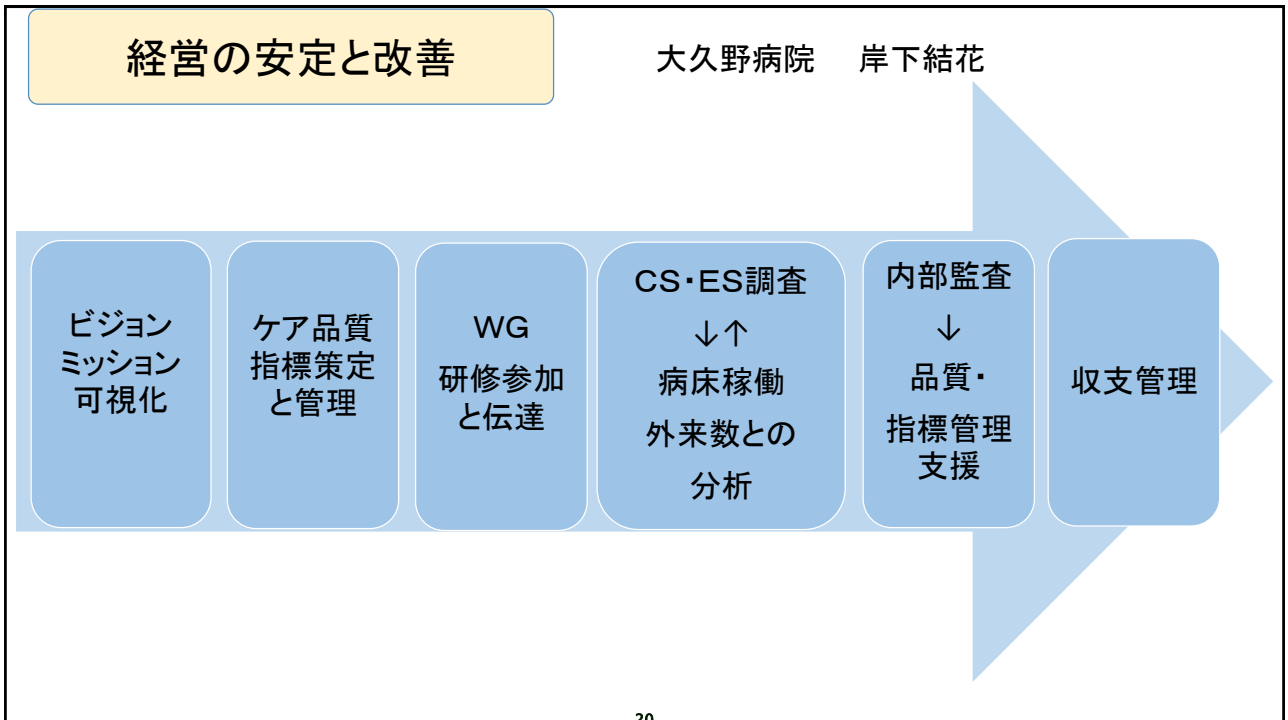 経営の安定と改善
大久野病院　岸下結花
ビジョン
ミッション
可視化
ケア品質
指標策定
と管理
WG
研修参加
と伝達
CS・ES調査
↓↑
病床稼働
外来数との
分析
内部監査
↓
品質・
指標管理
支援
収支管理
20